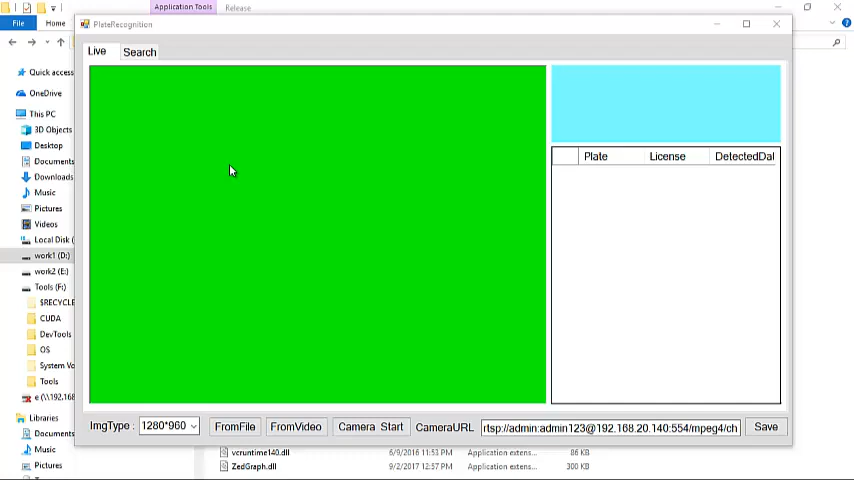 Application Tools
Release
File
Home
PlateRecognition
Live
Search
Quick access
OneDrive
This PC
3D Objects
Desktop
Documents
Downloads
Music
Pictures
Videos
Local Disk (
work1 (D:)
work2 (E:)
Tools (F:)
$RECYCLE
CUDA
DevTools
OS
System Vo
Tools
e (\\192.168
Libraries
Documents
Music
Pictures
Plate License DetectedDat
ImgType : 1280*960 FromFile FromVideo Camera Start CameraURL rtsp://admin:admin123@192.168.20.140:554/mpeg4/ch Save
vcruntime140.dll 6/9/2016 11:53 PM Application extens... 86 KB
ZedGraph.dll 9/2/2017 12:57 PM Application extens... 300 KB